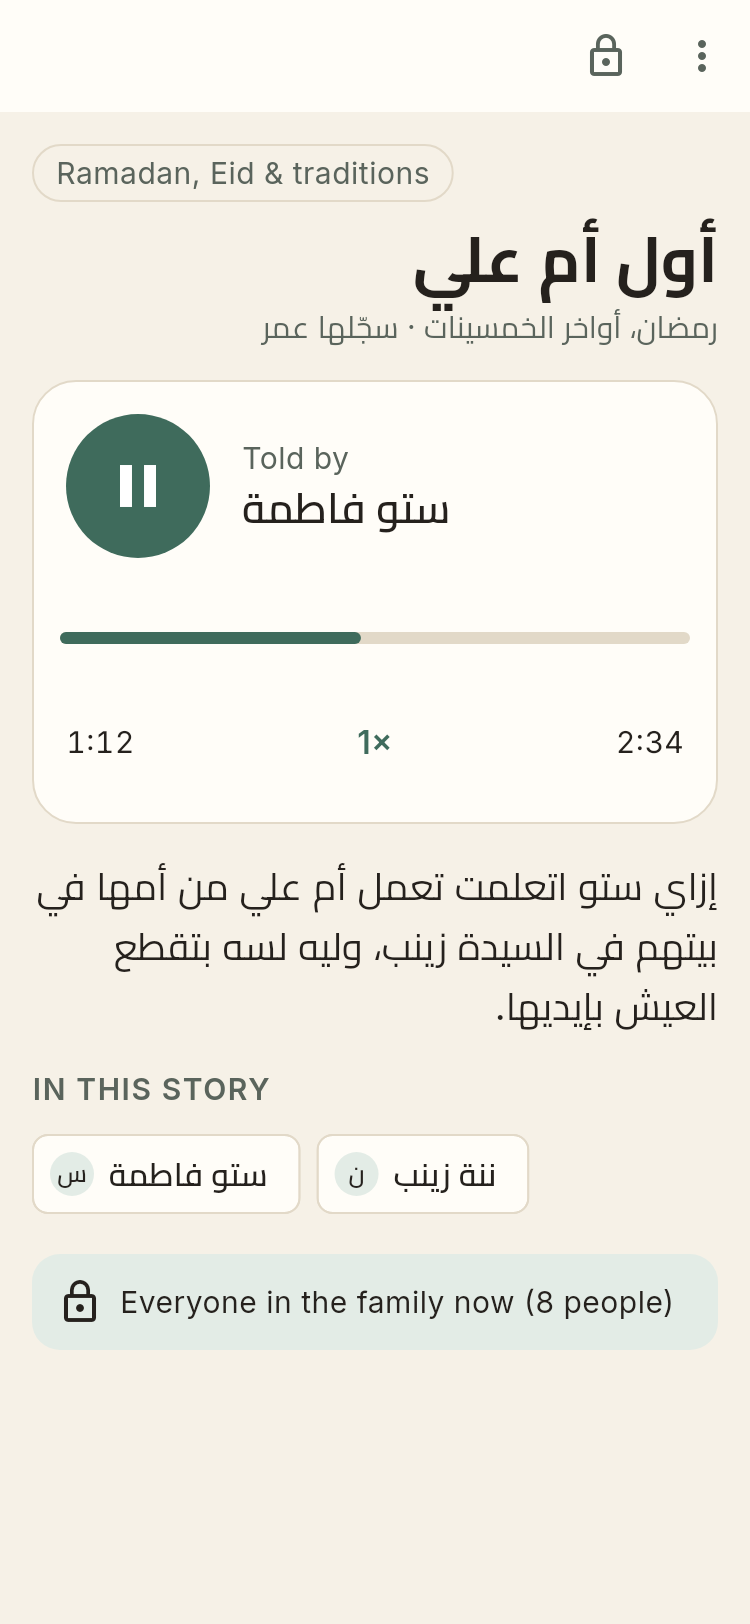 Ramadan, Eid & traditions
أول أم علي
رمضان، أواخر الخمسينات · سجّلها عمر
Told by
ستو فاطمة
1:12
1×
2:34
إزاي ستو اتعلمت تعمل أم علي من أمها في
بيتهم في السيدة زينب، وليه لسه بتقطع
العيش بإيديها.
IN THIS STORY
س ستو فاطمة
ن ننة زينب
Everyone in the family now (8 people)